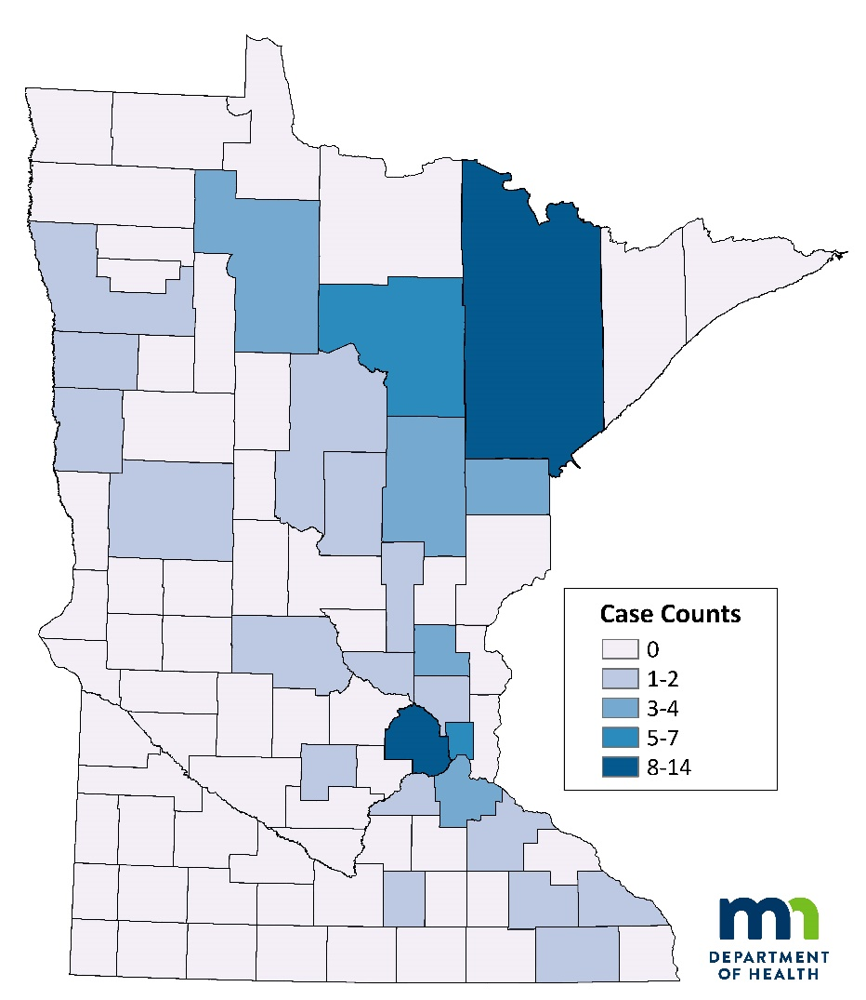 Case Counts
0
1-2
3-4
5-7
8-14
mn
DEPARTMENT
OF HEALTH